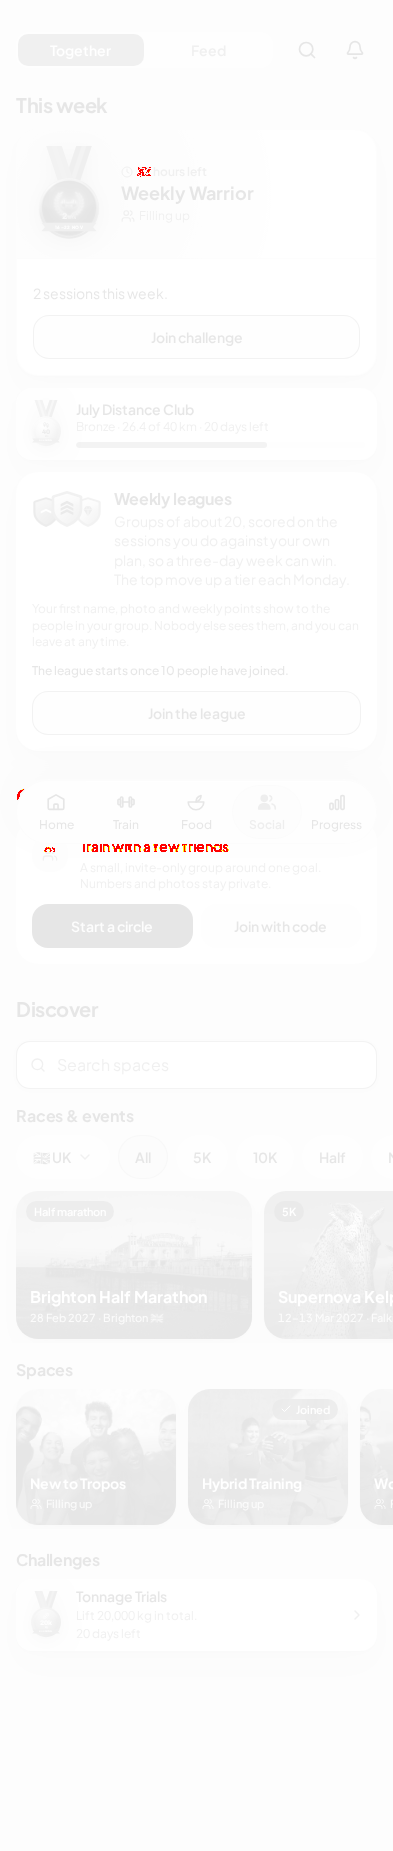 Together
Feed
This week
hours left
Weekly Warrior
Filling up
2 sessions this week.
Join challenge
July Distance Club
Bronze · 26.4 of 40 km · 20 days left
Weekly leagues
Groups of about 20, scored on the
sessions you do against your own
plan, so a three-day week can win.
The top move up a tier each Monday.
Your first name, photo and weekly points show to the
people in your group. Nobody else sees them, and you can
leave at any time.
The league starts once 10 people have joined.
Join the league
Home
Train
Food
Social
Progress
Train with a few friends
A small, invite-only group around one goal.
Numbers and photos stay private.
Start a circle
Join with code
Discover
Search spaces
Races & events
UK
All
5K
10K
Half
Half marathon
Brighton Half Marathon
28 Feb 2027 · Brighton
5K
Supernova Kelp
12–13 Mar 2027 · Falk
Spaces
New to Tropos
Filling up
Joined
Hybrid Training
Filling up
Wo
Challenges
Tonnage Trials
Lift 20,000 kg in total.
20 days left